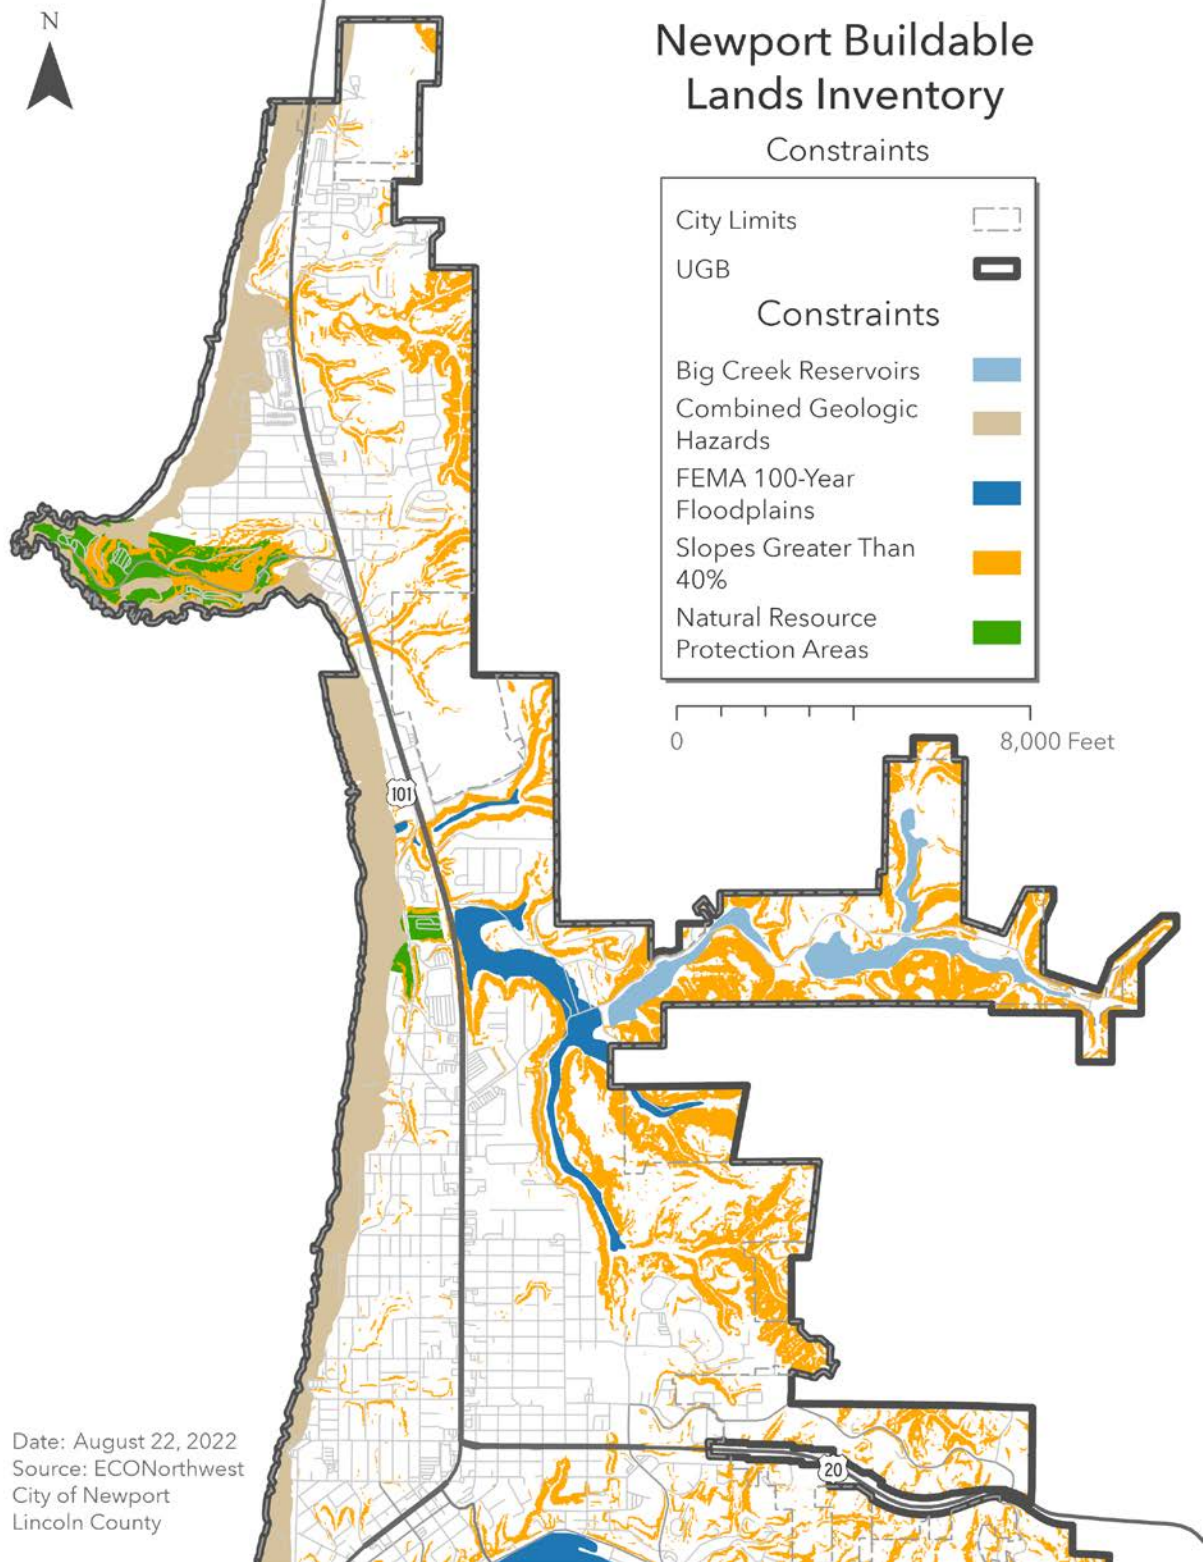 N
Newport Buildable
Lands Inventory
Constraints
City Limits
UGB
Constraints
Big Creek Reservoirs
Combined Geologic
Hazards
FEMA 100-Year
Floodplains
Slopes Greater Than
40%
Natural Resource
Protection Areas
0
8,000 Feet
101
20
Date: August 22, 2022
Source: ECONorthwest
City of Newport
Lincoln County